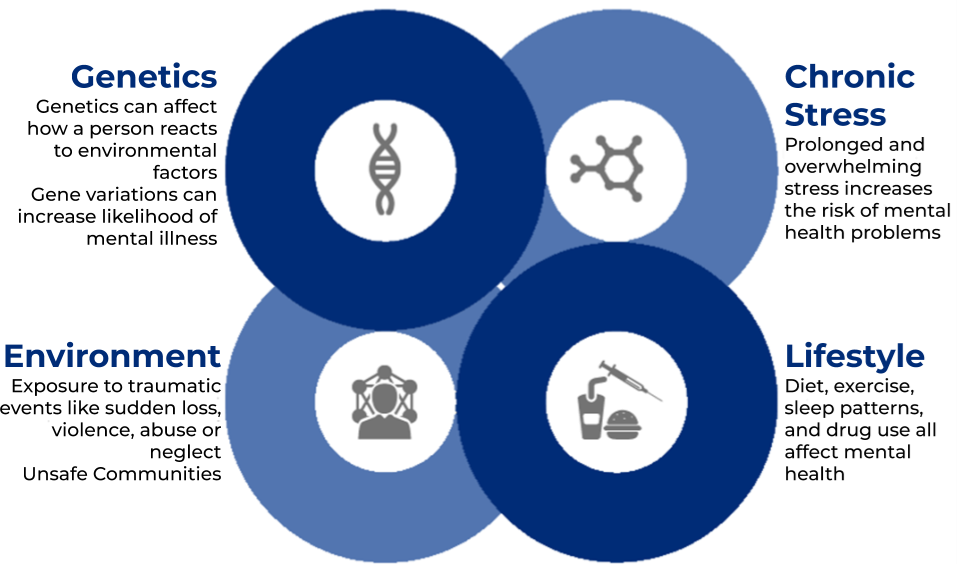 Genetics
Genetics can affect
how a person reacts
to environmental
factors
Gene variations can
increase likelihood of
mental illness
Chronic
Stress
Prolonged and
overwhelming
stress increases
the risk of mental
health problems
Environment
Exposure to traumatic
events like sudden loss,
violence, abuse or
neglect
Unsafe Communities
Lifestyle
Diet, exercise,
sleep patterns,
and drug use all
affect mental
health